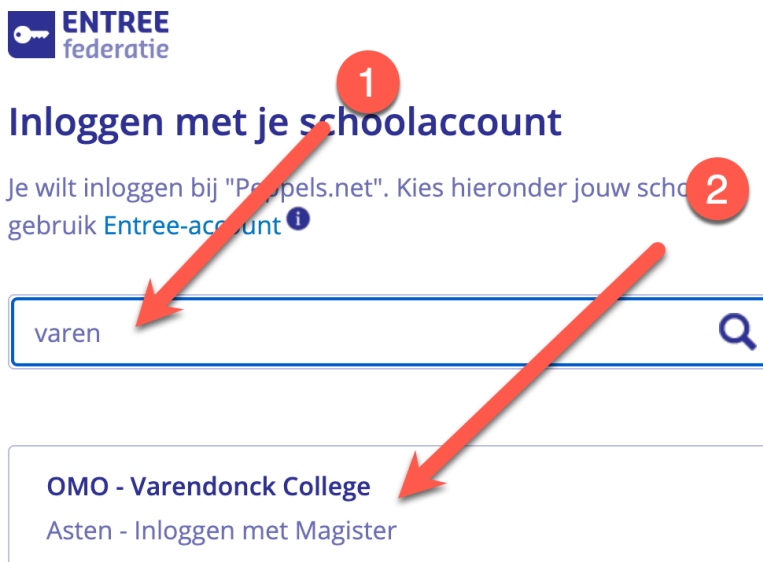 ENTREE
federatie
1
Inloggen met je schoolaccount
Je wilt inloggen bij "Peppels.net". Kies hieronder jouw
2
gebruik Entree-account i
varen
OMO - Varendonck College
Asten - Inloggen met Magister